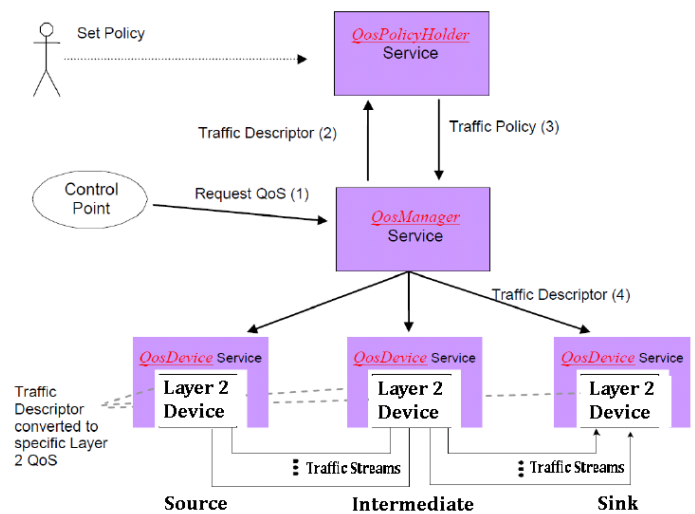 Set Policy
QosPolicyHolder
Service
Traffic Descriptor (2)
Traffic Policy (3)
Control
Point
Request QoS (1)
QosManager
Service
Traffic Descriptor (4)
QosDevice Service
QosDevice Service
QosDevice Service
Layer 2
Device
Layer 2
Device
Layer 2
Device
Traffic
Descriptor
converted to
specific Layer
2 QoS
Traffic Streams
Traffic Streams
Source
Intermediate
Sink